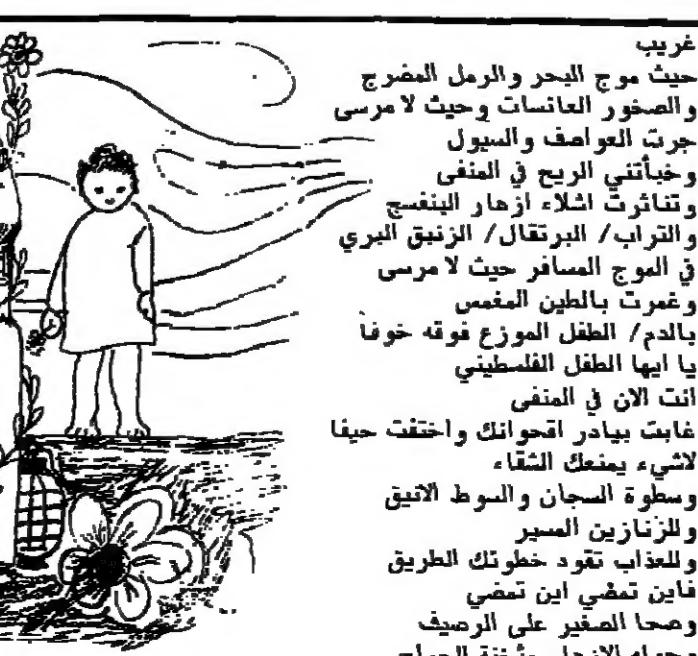 غريب
حيث موج البحر والرمل المضرج
والصخور العانسات وحيث لا مرسى
جرت العواصف والسيول
وخبأتني الريح في المنفى
وتناثرت اشلاء ازهار البنفسج
والتراب/ البرتقال/ الزنبق البري
في الموج المسافر حيث لا مرسى
وغمرت بالطين المغمس
بالدم/ الطفل الموزع فوقه خوفا
يا ايها الطفل الفلسطيني
انت الان في المنفى
غابت بيادر اقحوانك واختفت حيفا
لاشيء يمنعك الشقاء
وسطوة السجان والسوط الانيق
وللزنازين المسير
وللعذاب تقود خطوتك الطريق
فاين تمضي اين تمضي
وصحا الصغير على الرصيف